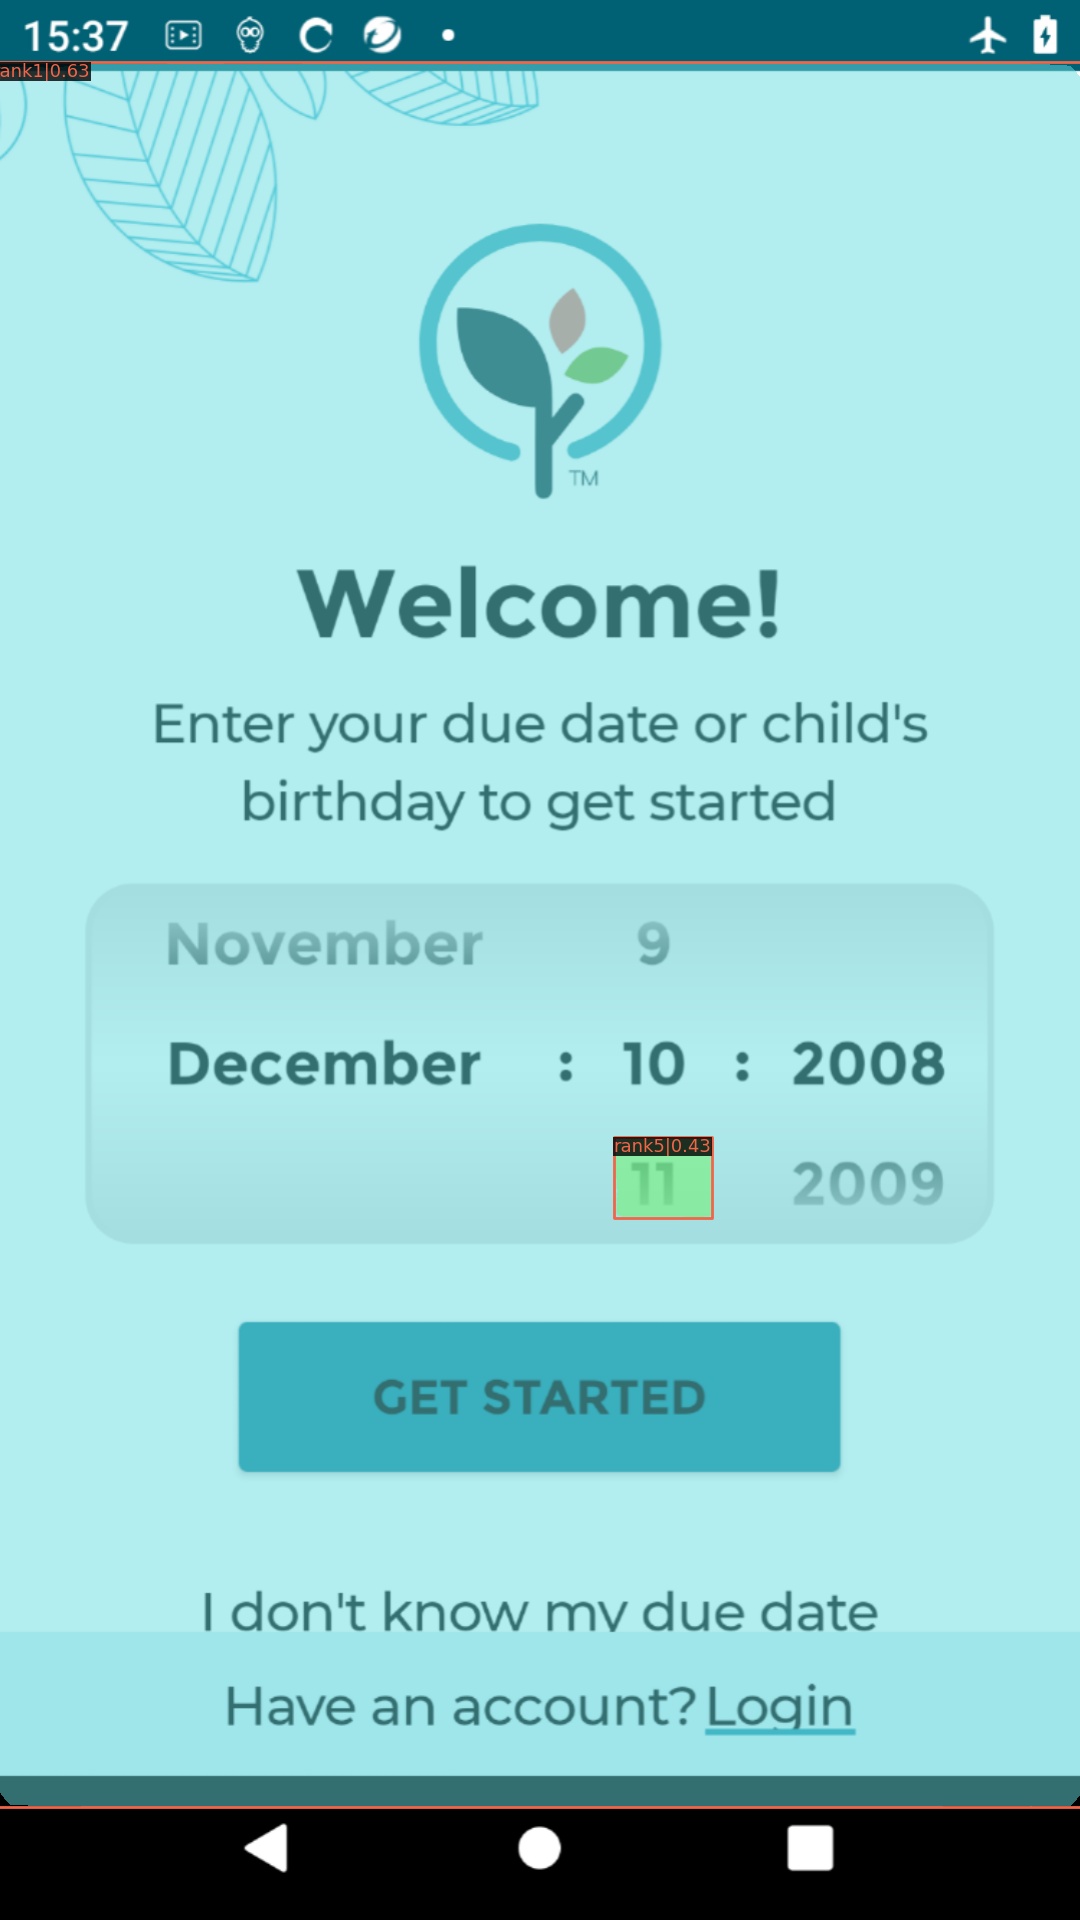 15:37
rank1|0.63
TM
Welcome!
Enter your due date or child's
birthday to get started
November 9
December : 10 : 2008
rank5|0.43
11 2009
GET STARTED
I don't know my due date
Have an account? Login